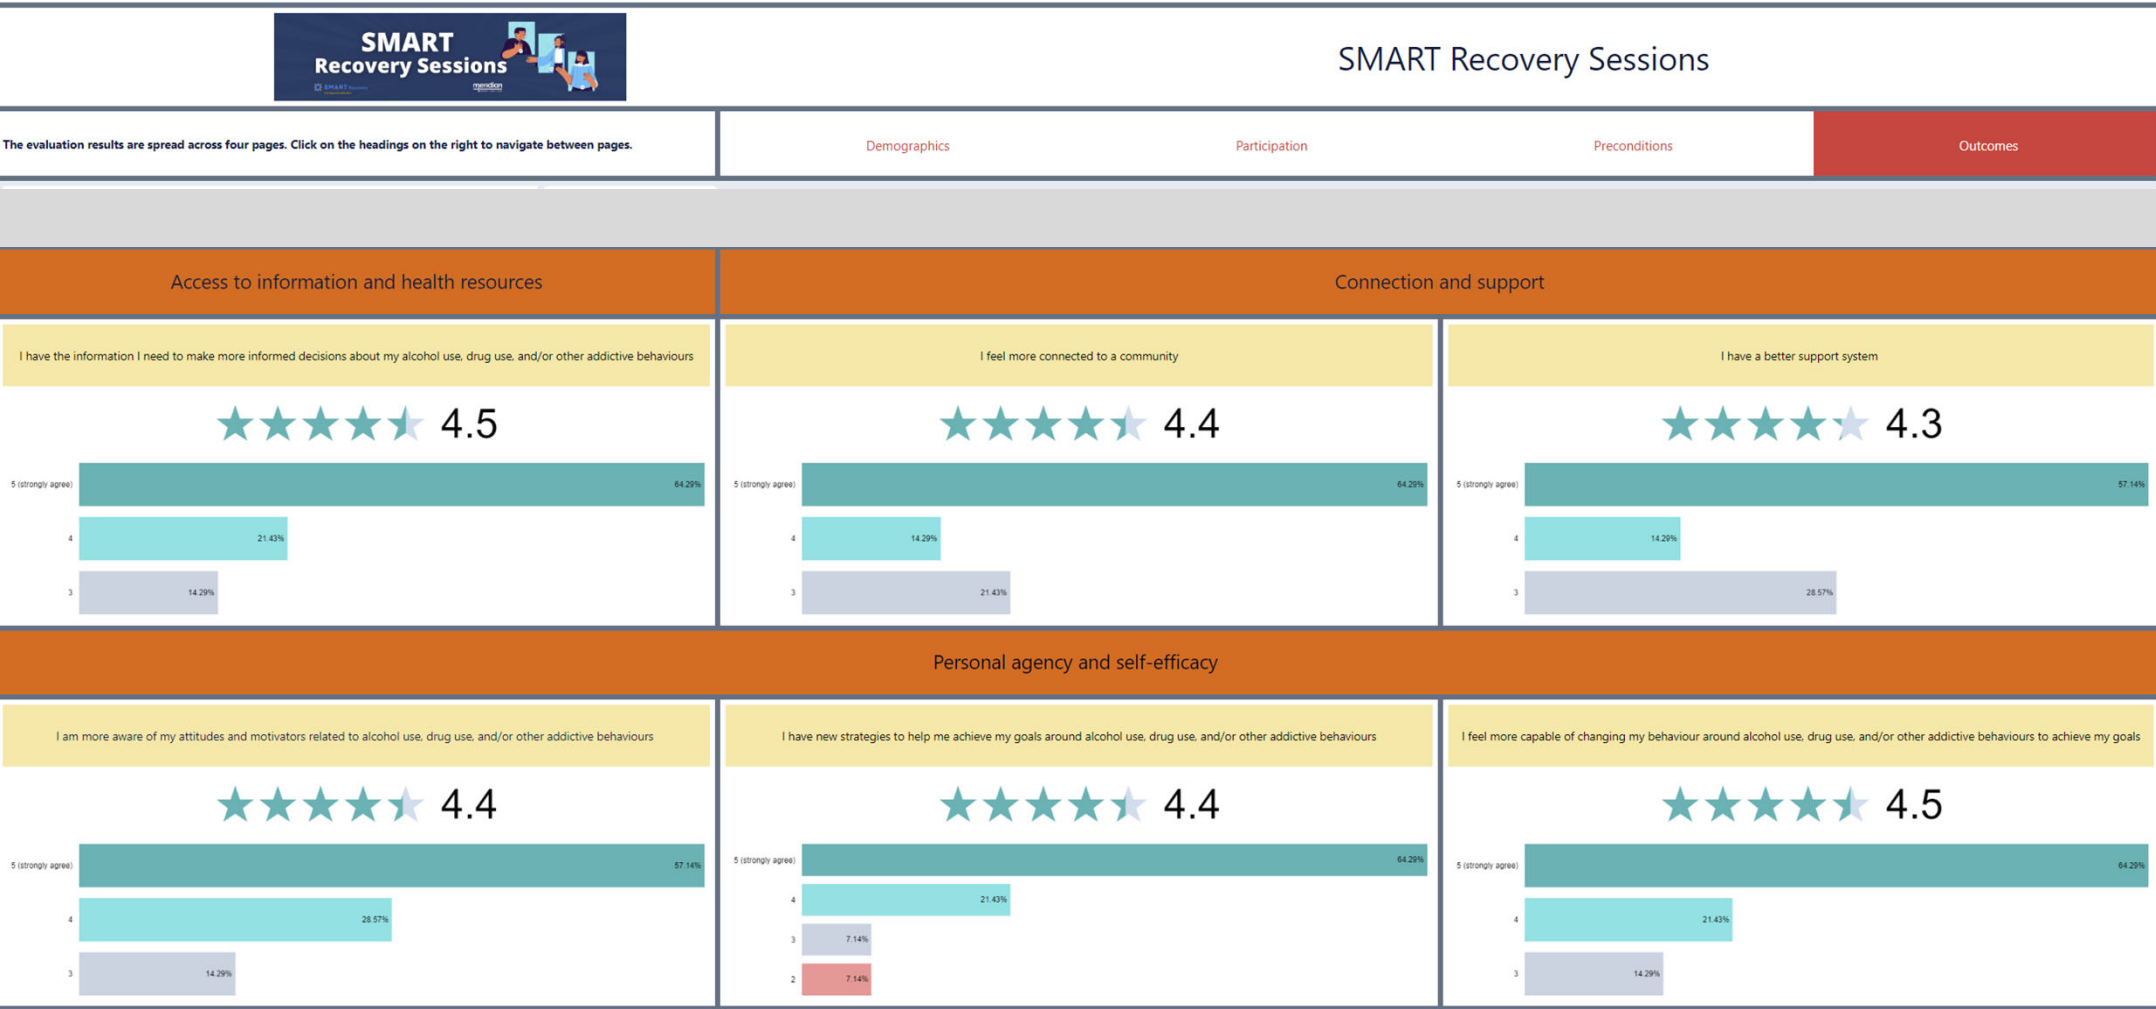 SMART
Recovery Sessions
SMART
meridian
SMART Recovery Sessions
The evaluation results are spread across four pages. Click on the headings on the right to navigate between pages.
Demographics
Participation
Preconditions
Outcomes
Access to information and health resources
Connection and support
I have the information I need to make more informed decisions about my alcohol use, drug use, and/or other addictive behaviours
4.5
5 (strongly agree)
64.29%
4
21.43%
3
14.29%
I feel more connected to a community
4.4
5 (strongly agree)
64.29%
4
14.29%
3
21.43%
I have a better support system
4.3
5 (strongly agree)
57.14%
4
14.29%
3
28.57%
Personal agency and self-efficacy
I am more aware of my attitudes and motivators related to alcohol use, drug use, and/or other addictive behaviours
4.4
5 (strongly agree)
57.14%
4
28.57%
3
14.29%
I have new strategies to help me achieve my goals around alcohol use, drug use, and/or other addictive behaviours
4.4
5 (strongly agree)
64.29%
4
21.43%
3
7.14%
2
7.14%
I feel more capable of changing my behaviour around alcohol use, drug use, and/or other addictive behaviours to achieve my goals
4.5
5 (strongly agree)
64.29%
4
21.43%
3
14.29%